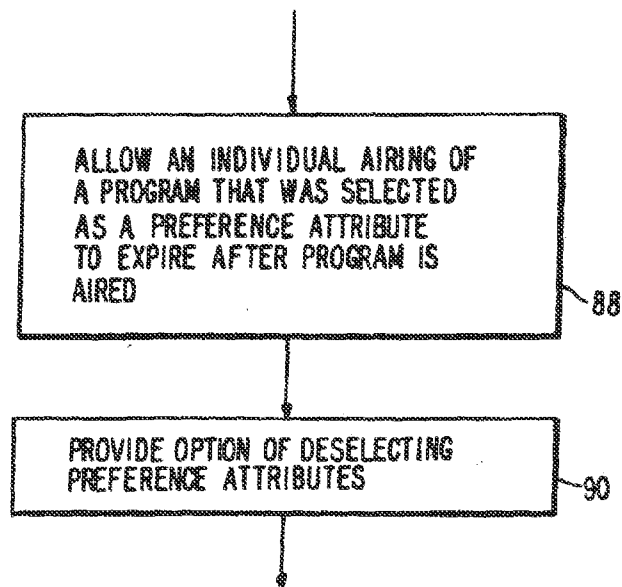 ALLOW AN INDIVIDUAL AIRING OF
A PROGRAM THAT WAS SELECTED
AS A PREFERENCE ATTRIBUTE
TO EXPIRE AFTER PROGRAM IS
AIRED
88
PROVIDE OPTION OF DESELECTING
PREFERENCE ATTRIBUTES
90